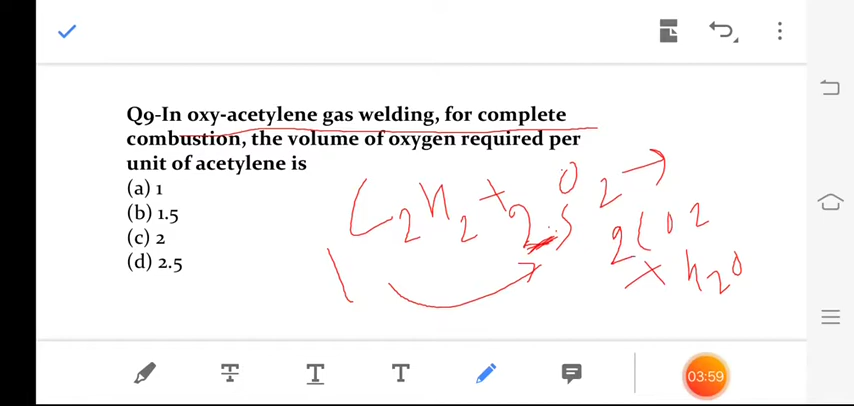 Q9-In oxy-acetylene gas welding, for complete
combustion, the volume of oxygen required per
unit of acetylene is
(a) 1
(b) 1.5
(c) 2
(d) 2.5
C2H2 + 2.5 O2 →
2CO2
+ H2O
1
T
T
T
03:59